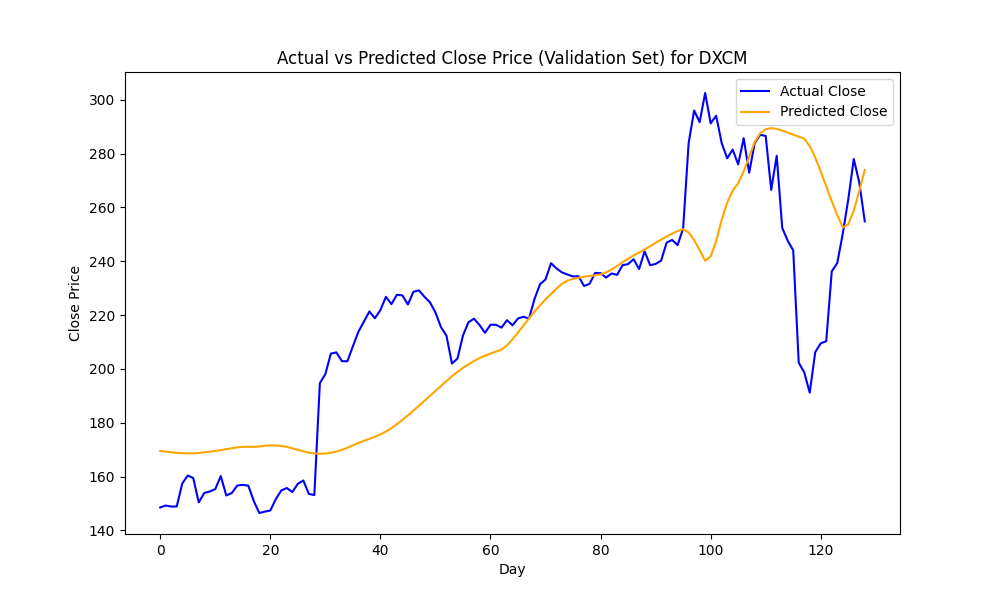 Actual vs Predicted Close Price (Validation Set) for DXCM
Actual Close
Predicted Close
Close Price
300
280
260
240
220
200
180
160
140
0 20 40 60 80 100 120
Day